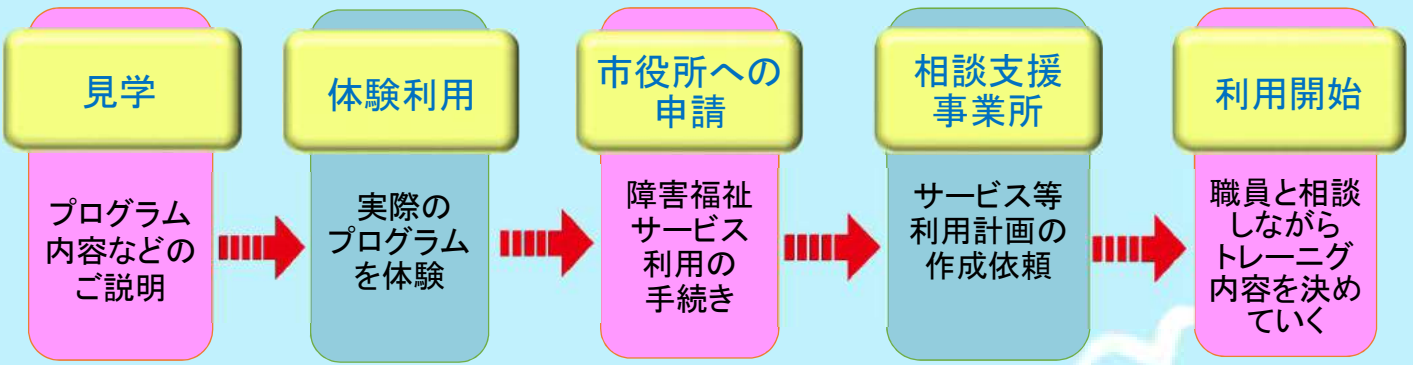 見学
プログラム
内容などの
ご説明
体験利用
実際の
プログラム
を体験
市役所への
申請
障害福祉
サービス
利用の
手続き
相談支援
事業所
サービス等
利用計画の
作成依頼
利用開始
職員と相談
しながら
トレーニグ
内容を決め
ていく